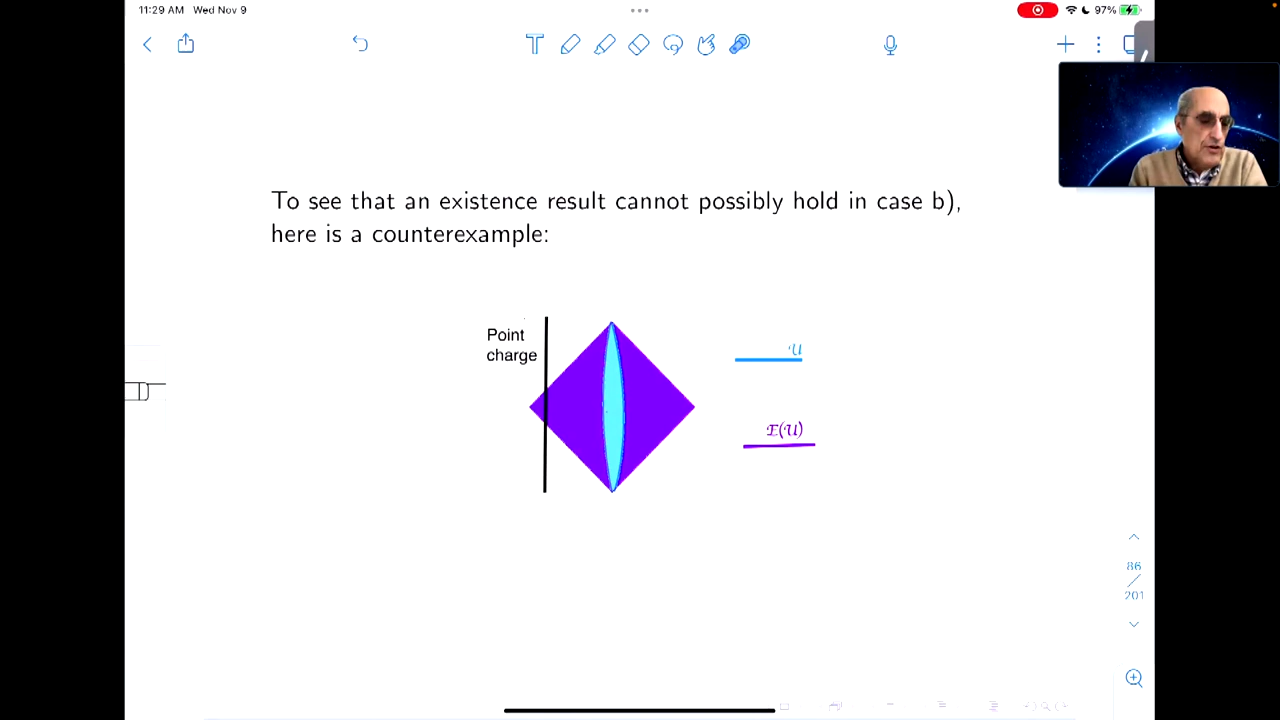 11:29 AM Wed Nov 9
97%
To see that an existence result cannot possibly hold in case b),
here is a counterexample:
Point
charge
𝒰
ℰ(𝒰)
86
/
201